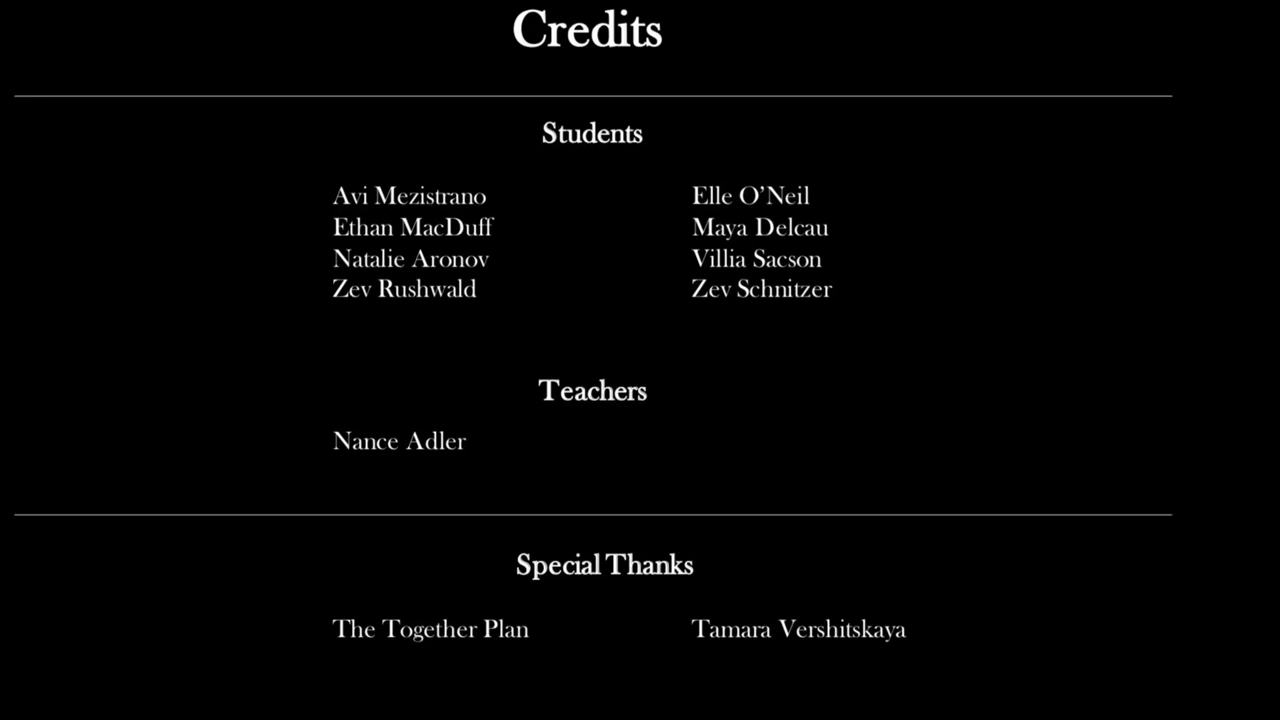 Credits
Students
Avi Mezistrano
Elle O’Neil
Ethan MacDuff
Maya Delcau
Natalie Aronov
Villia Sacson
Zev Rushwald
Zev Schnitzer
Teachers
Nance Adler
Special Thanks
The Together Plan
Tamara Vershitskaya